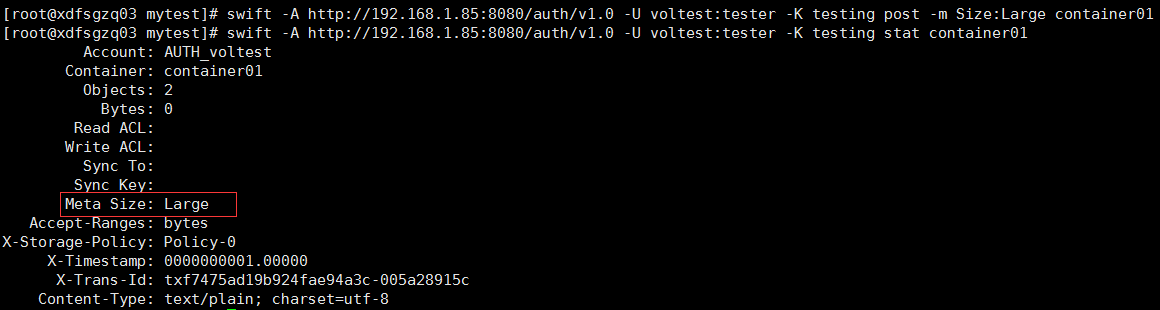 [root@xdfsgzq03 mytest]# swift -A http://192.168.1.85:8080/auth/v1.0 -U voltest:tester -K testing post -m Size:Large container01
[root@xdfsgzq03 mytest]# swift -A http://192.168.1.85:8080/auth/v1.0 -U voltest:tester -K testing stat container01
Account: AUTH_voltest
Container: container01
Objects: 2
Bytes: 0
Read ACL:
Write ACL:
Sync To:
Sync Key:
Meta Size: Large
Accept-Ranges: bytes
X-Storage-Policy: Policy-0
X-Timestamp: 0000000001.00000
X-Trans-Id: txf7475ad19b924fae94a3c-005a28915c
Content-Type: text/plain; charset=utf-8